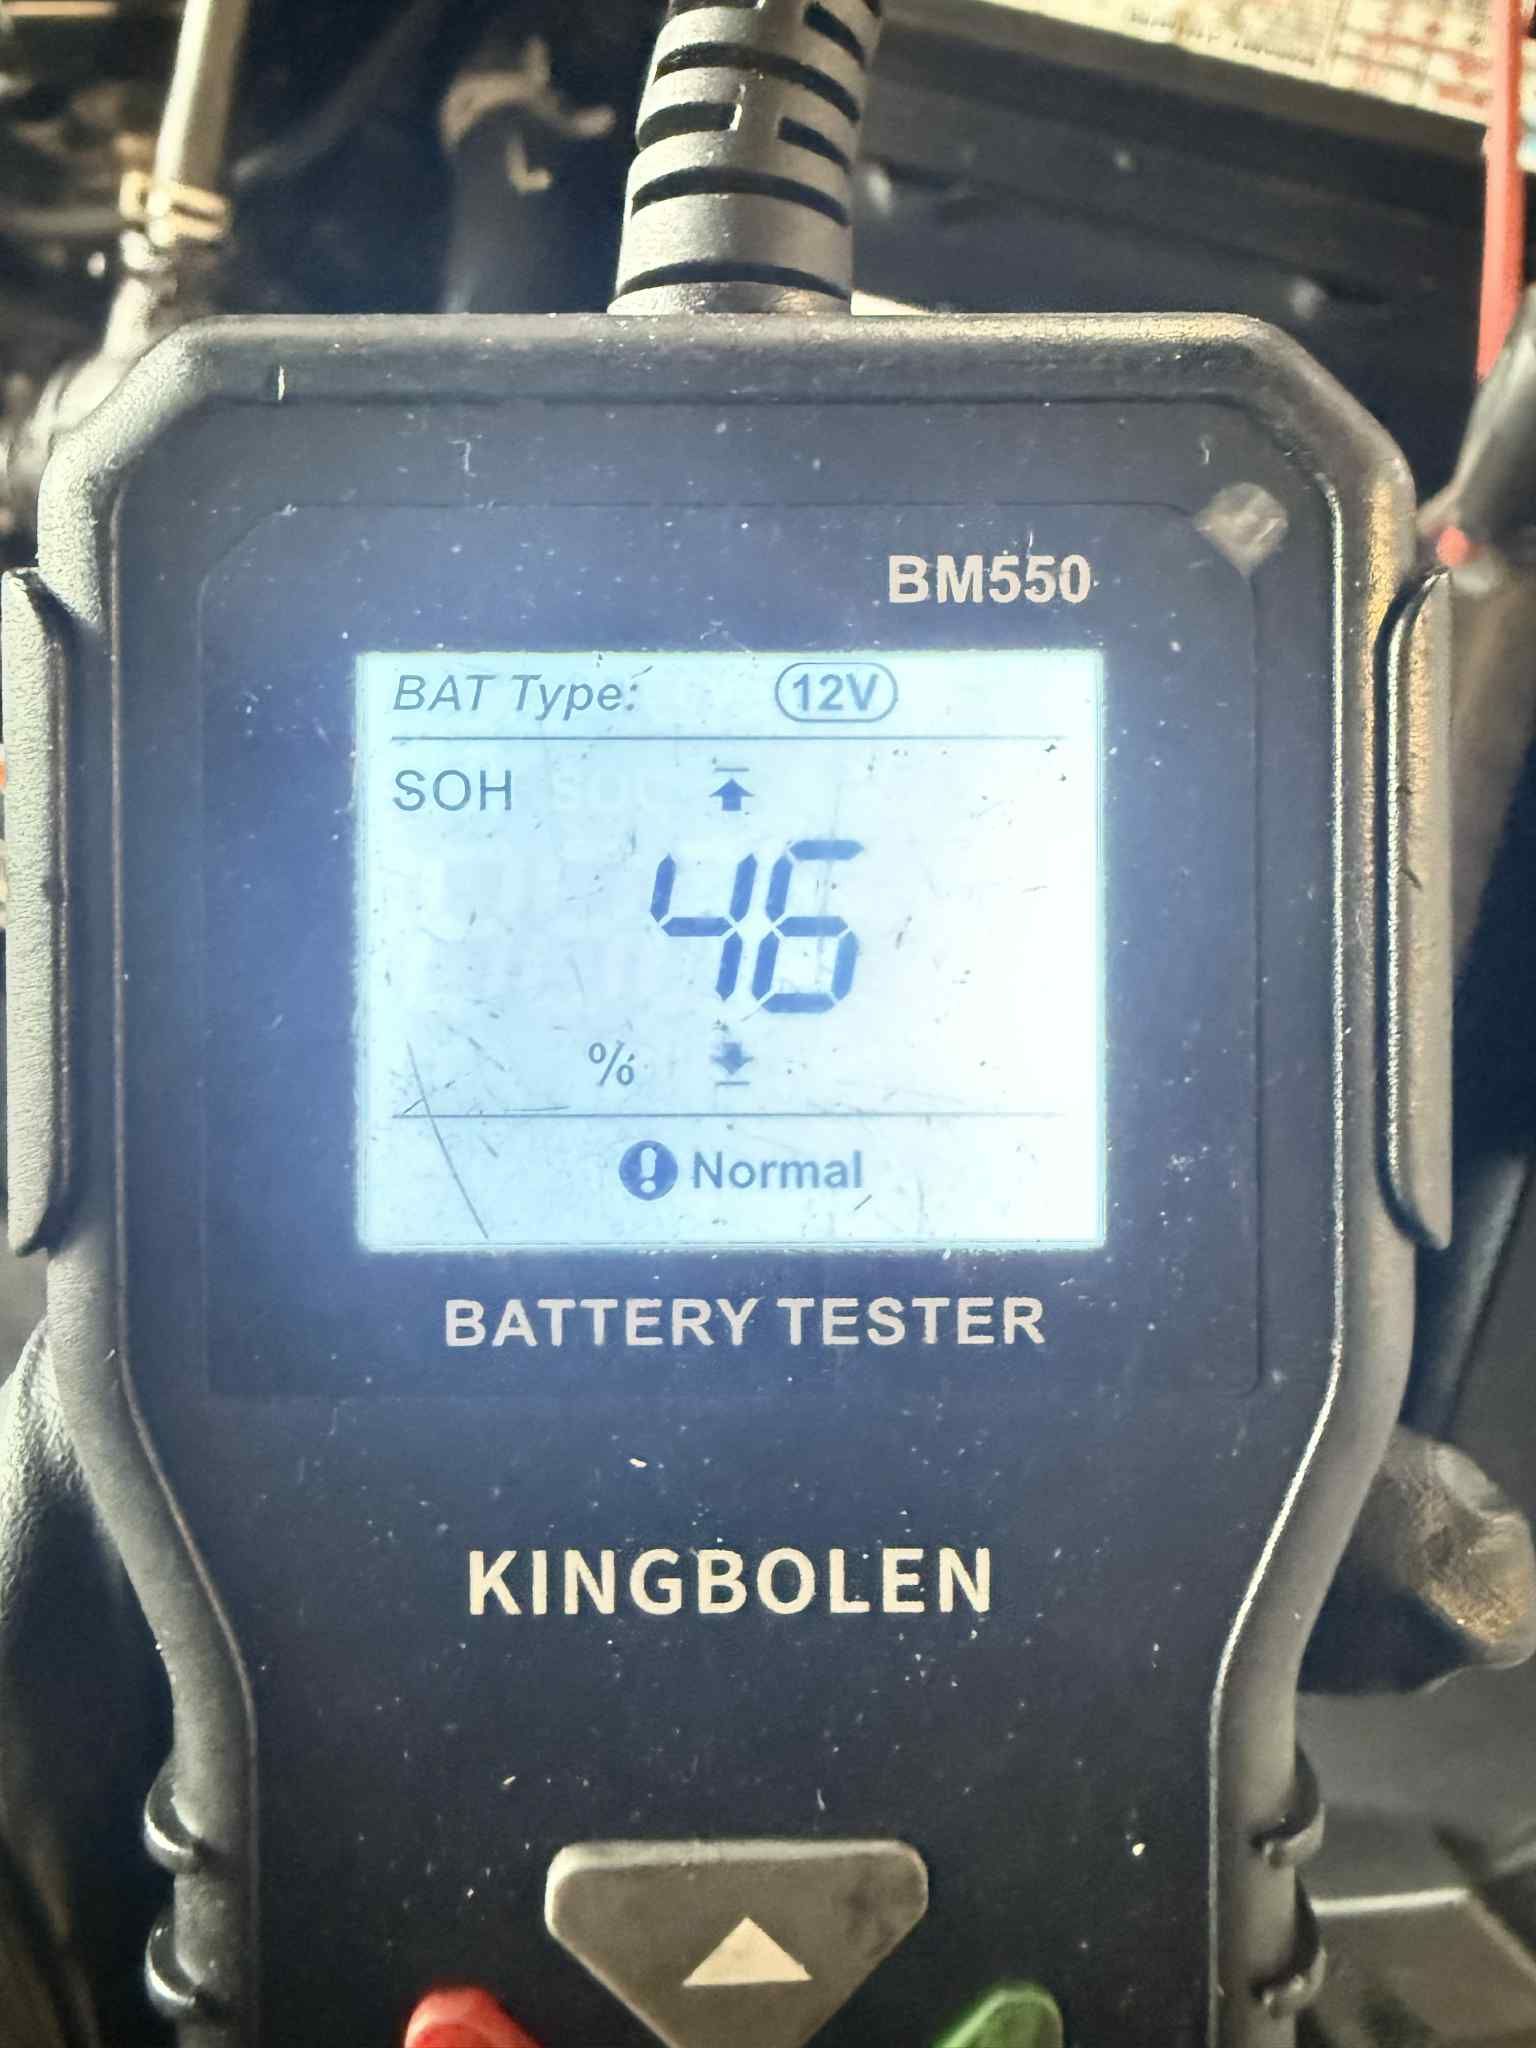 BM550
BAT Type: 12V
SOH
46
%
Normal
BATTERY TESTER
KINGBOLEN